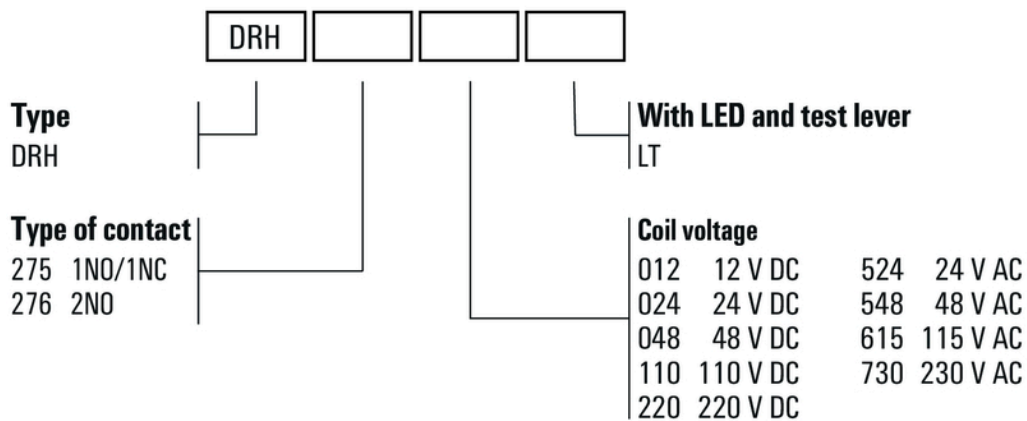 DRH
Type
DRH
With LED and test lever
LT
Type of contact
275 1NO/1NC
276 2NO
Coil voltage
012 12 V DC 524 24 V AC
024 24 V DC 548 48 V AC
048 48 V DC 615 115 V AC
110 110 V DC 730 230 V AC
220 220 V DC